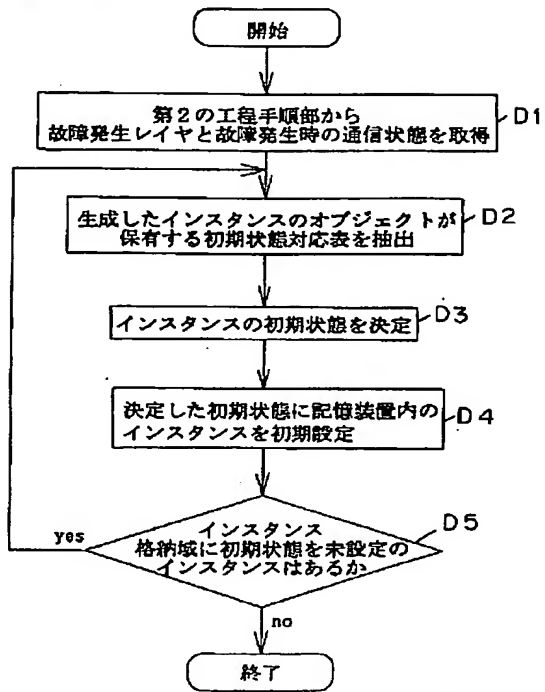 開始
第2の工程手順部から
故障発生レイヤと故障発生時の通信状態を取得
D1
生成したインスタンスのオブジェクトが
保有する初期状態対応表を抽出
D2
インスタンスの初期状態を決定
D3
決定した初期状態に記憶装置内の
インスタンスを初期設定
D4
インスタンス
格納域に初期状態を未設定の
インスタンスはあるか
D5
yes
no
終了